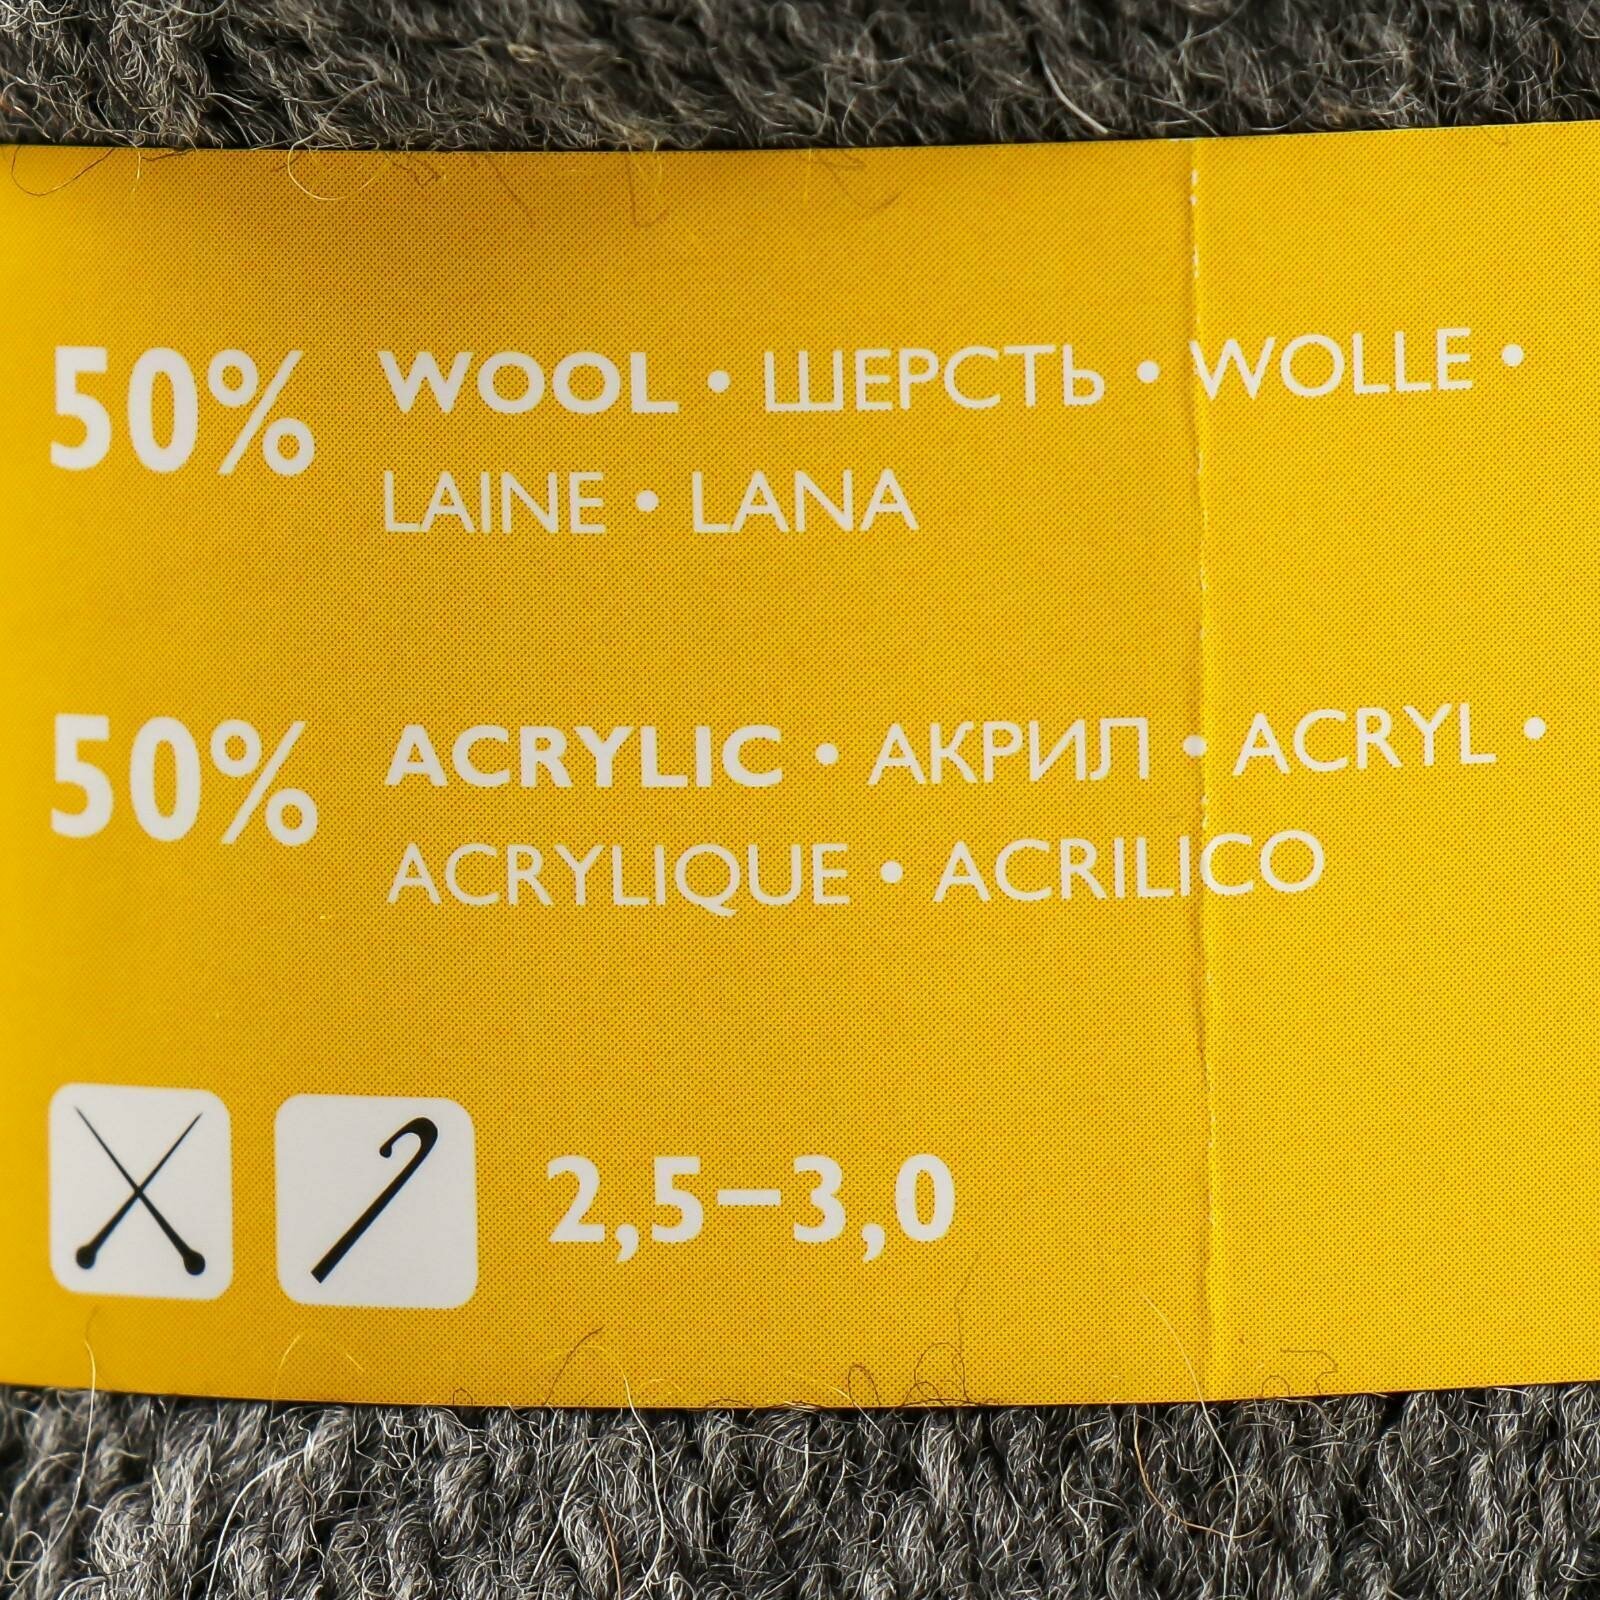 50% WOOL • ШЕРСТЬ • WOLLE •
LAINE • LANA
50% ACRYLIC • АКРИЛ • ACRYL •
ACRYLIQUE • ACRILICO
2,5–3,0